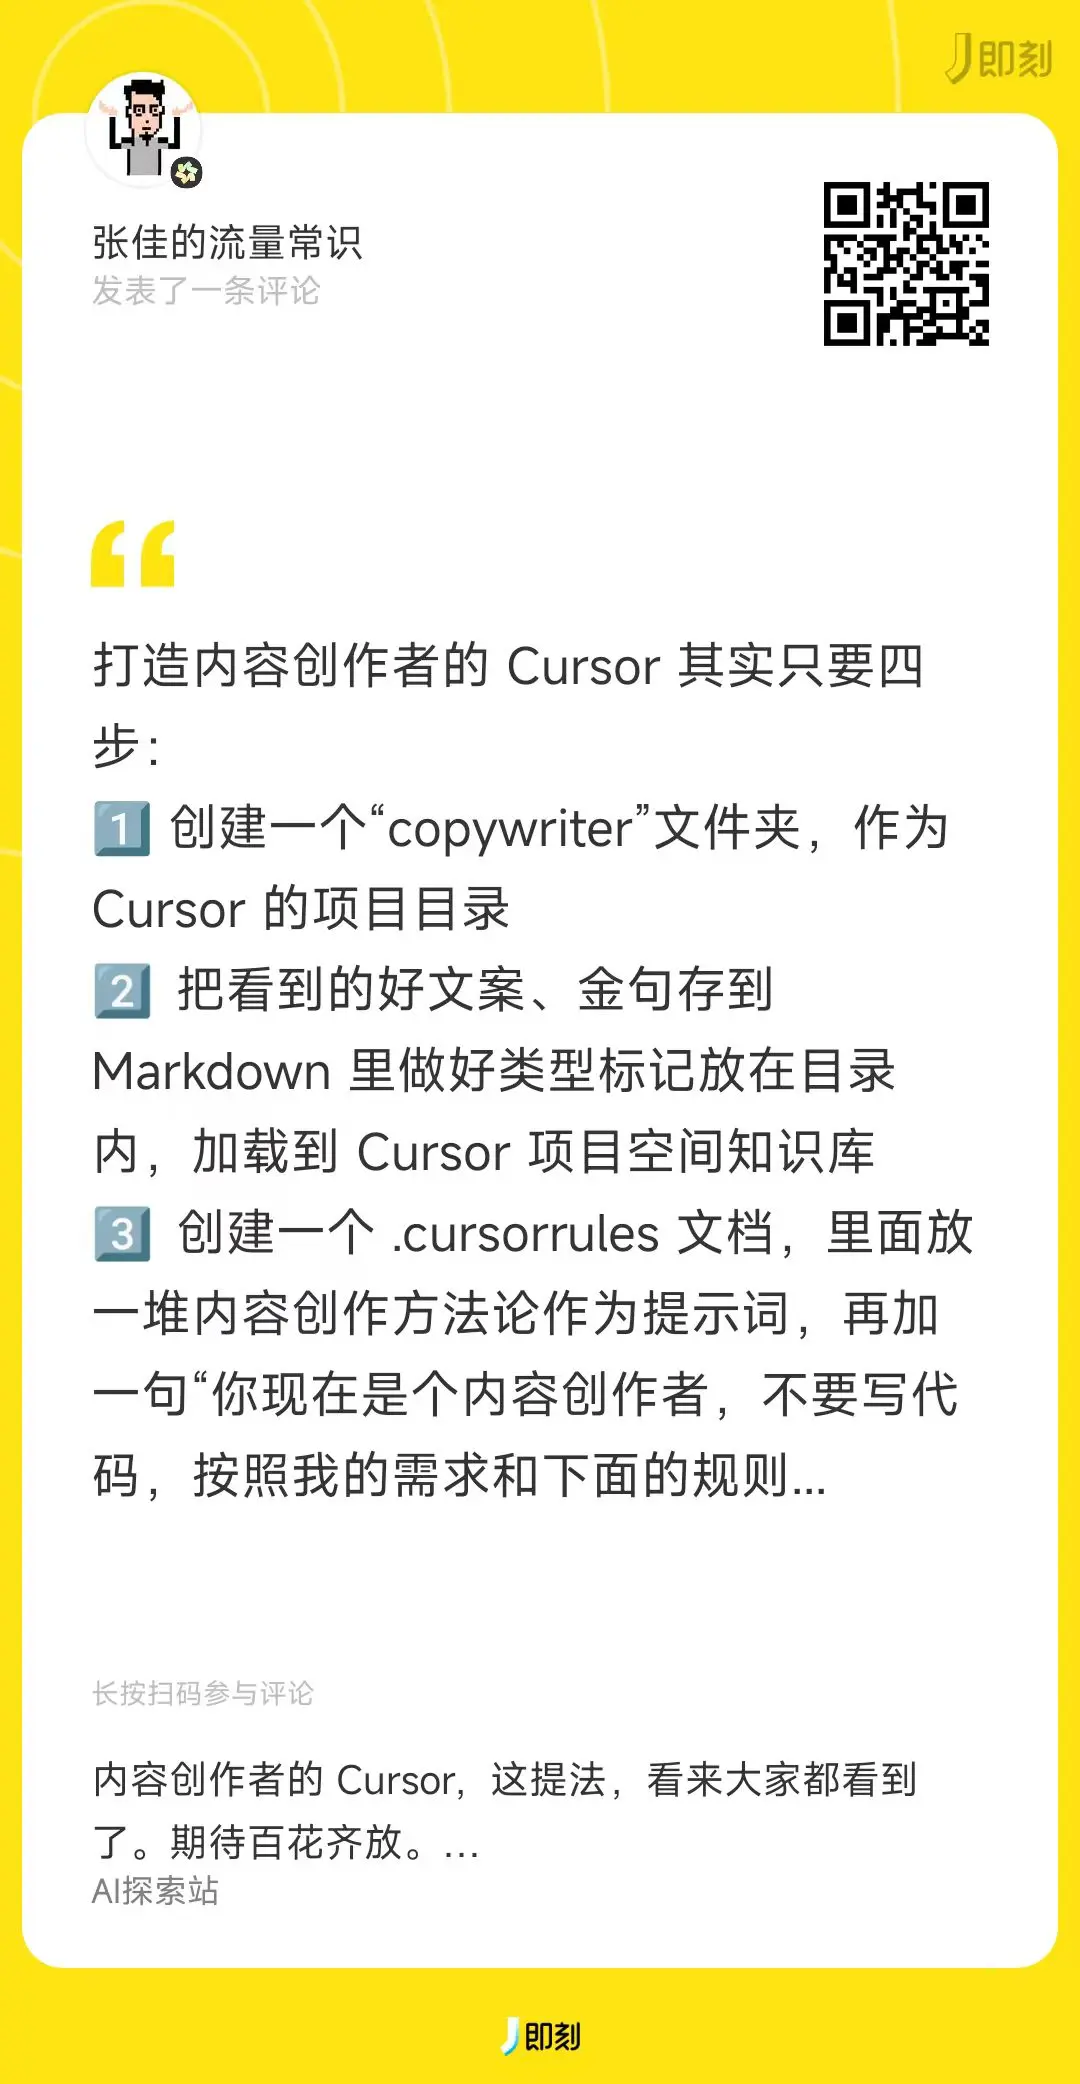 即刻
张佳的流量常识
发表了一条评论
打造内容创作者的 Cursor 其实只要四
步：
1️⃣ 创建一个“copywriter”文件夹，作为
Cursor 的项目目录
2️⃣ 把看到的好文案、金句存到
Markdown 里做好类型标记放在目录
内，加载到 Cursor 项目空间知识库
3️⃣ 创建一个 .cursorrules 文档，里面放
一堆内容创作方法论作为提示词，再加
一句“你现在是个内容创作者，不要写代
码，按照我的需求和下面的规则...
长按扫码参与评论
内容创作者的 Cursor，这提法，看来大家都看到
了。期待百花齐放。...
AI探索站
即刻